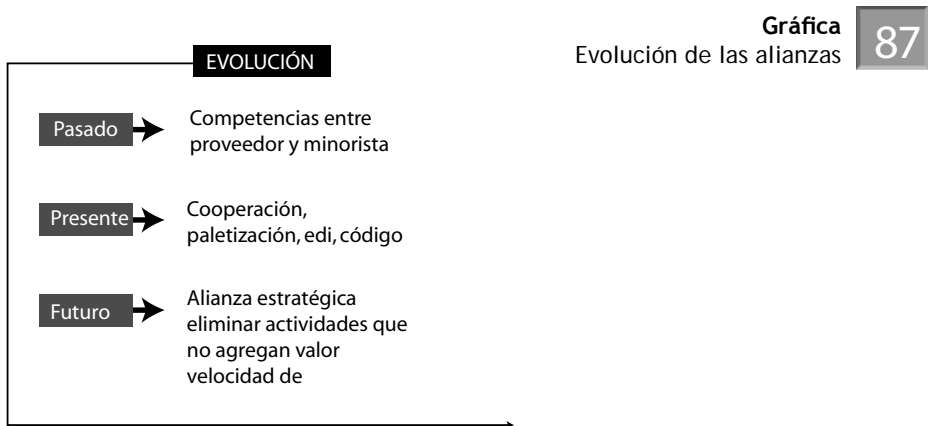 Gráfica
Evolución de las alianzas
87
EVOLUCIÓN
Pasado
Competencias entre
proveedor y minorista
Presente
Cooperación,
paletización, edi, código
Futuro
Alianza estratégica
eliminar actividades que
no agregan valor
velocidad de